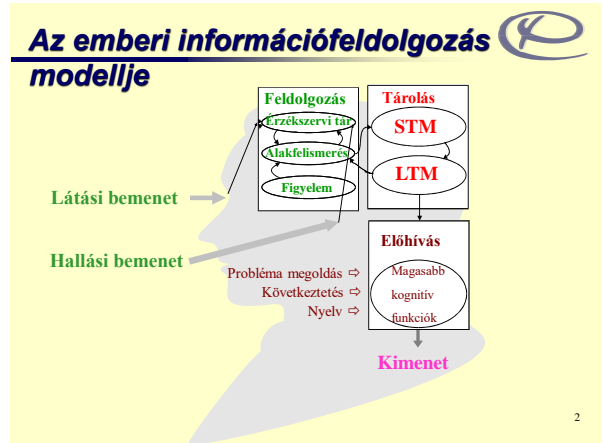 Az emberi információfeldolgozás
modellje
Feldolgozás
Érzékszervi tár
Alakfelismerés
Figyelem
Tárolás
STM
LTM
Látási bemenet
Hallási bemenet
Előhívás
Probléma megoldás ⇨
Következtetés ⇨
Nyelv ⇨
Magasabb
kognitív
funkciók
Kimenet
2